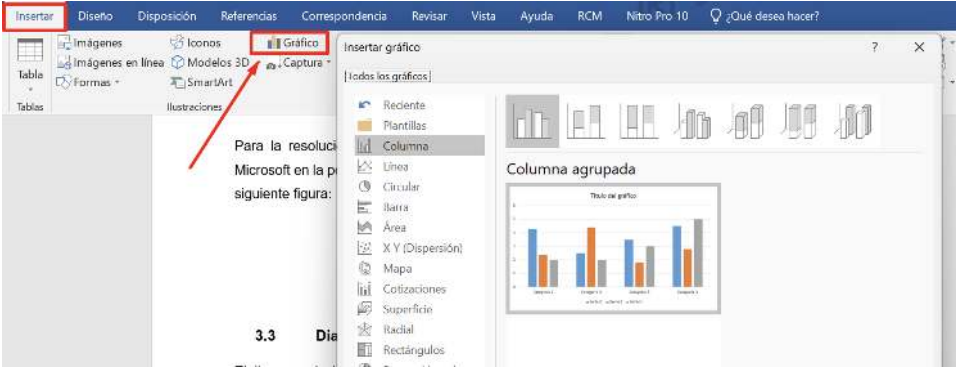 Insertar Diseño Disposición Referencias Correspondencia Revisar Vista Ayuda RCM Nitro Pro 10 ¿Qué desea hacer?
Imágenes Iconos Gráfico
Imágenes en línea Modelos 3D Captura
Tabla Formas SmartArt
Tablas Ilustraciones
Para la resoluci
Microsoft en la p
siguiente figura:
3.3 Dia
Insertar gráfico ? ×
Todos los gráficos
Reciente
Plantillas
Columna
Línea
Circular
Barra
Área
X Y (Dispersión)
Mapa
Cotizaciones
Superficie
Radial
Rectángulos
Columna agrupada
Título del gráfico